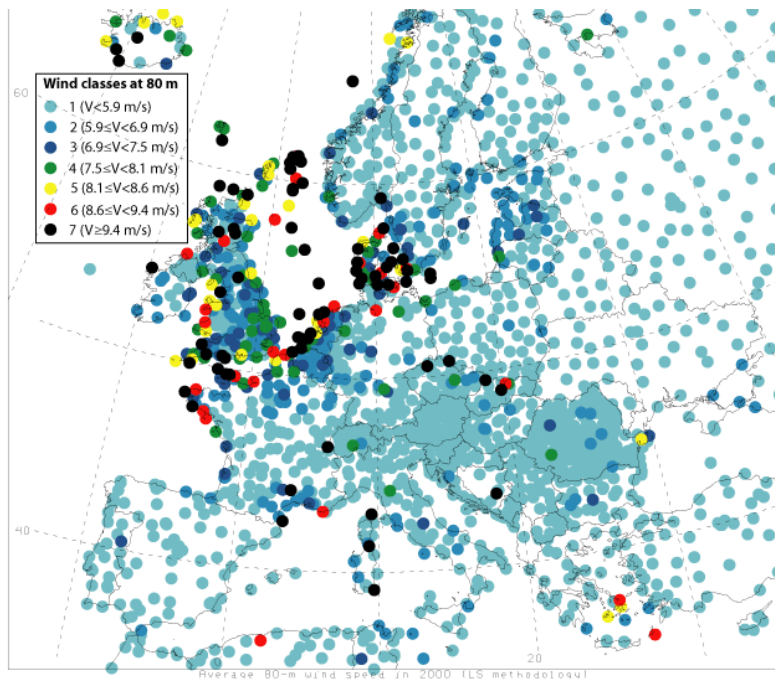 60
Wind classes at 80 m
1 (V<5.9 m/s)
2 (5.9≤V<6.9 m/s)
3 (6.9≤V<7.5 m/s)
4 (7.5≤V<8.1 m/s)
5 (8.1≤V<8.6 m/s)
6 (8.6≤V<9.4 m/s)
7 (V≥9.4 m/s)
40
0
20
Average 80-m wind speed in 2000 (LS methodology)